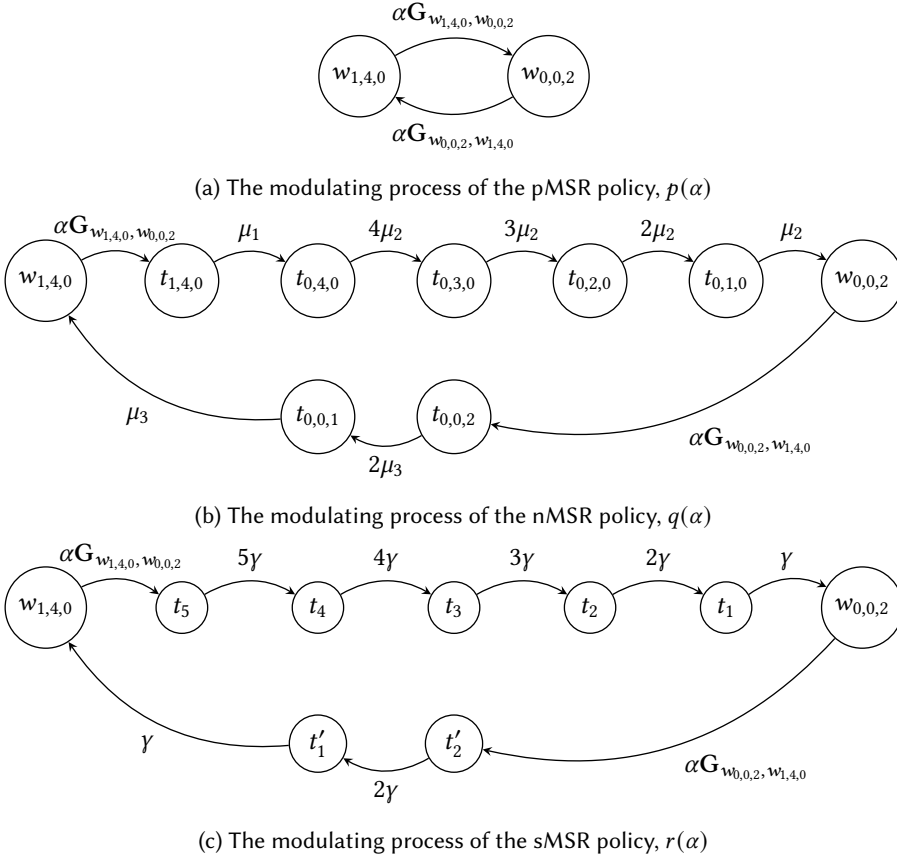 αG_{w_{1,4,0}, w_{0,0,2}}
w_{1,4,0} w_{0,0,2}
αG_{w_{0,0,2}, w_{1,4,0}}
(a) The modulating process of the pMSR policy, p(α)
αG_{w_{1,4,0}, w_{0,0,2}} μ_1 4μ_2 3μ_2 2μ_2 μ_2
w_{1,4,0} t_{1,4,0} t_{0,4,0} t_{0,3,0} t_{0,2,0} t_{0,1,0} w_{0,0,2}
t_{0,0,1} t_{0,0,2}
μ_3 2μ_3 αG_{w_{0,0,2}, w_{1,4,0}}
(b) The modulating process of the nMSR policy, q(α)
αG_{w_{1,4,0}, w_{0,0,2}} 5γ 4γ 3γ 2γ γ
w_{1,4,0} t_5 t_4 t_3 t_2 t_1 w_{0,0,2}
t'_1 t'_2
γ 2γ αG_{w_{0,0,2}, w_{1,4,0}}
(c) The modulating process of the sMSR policy, r(α)